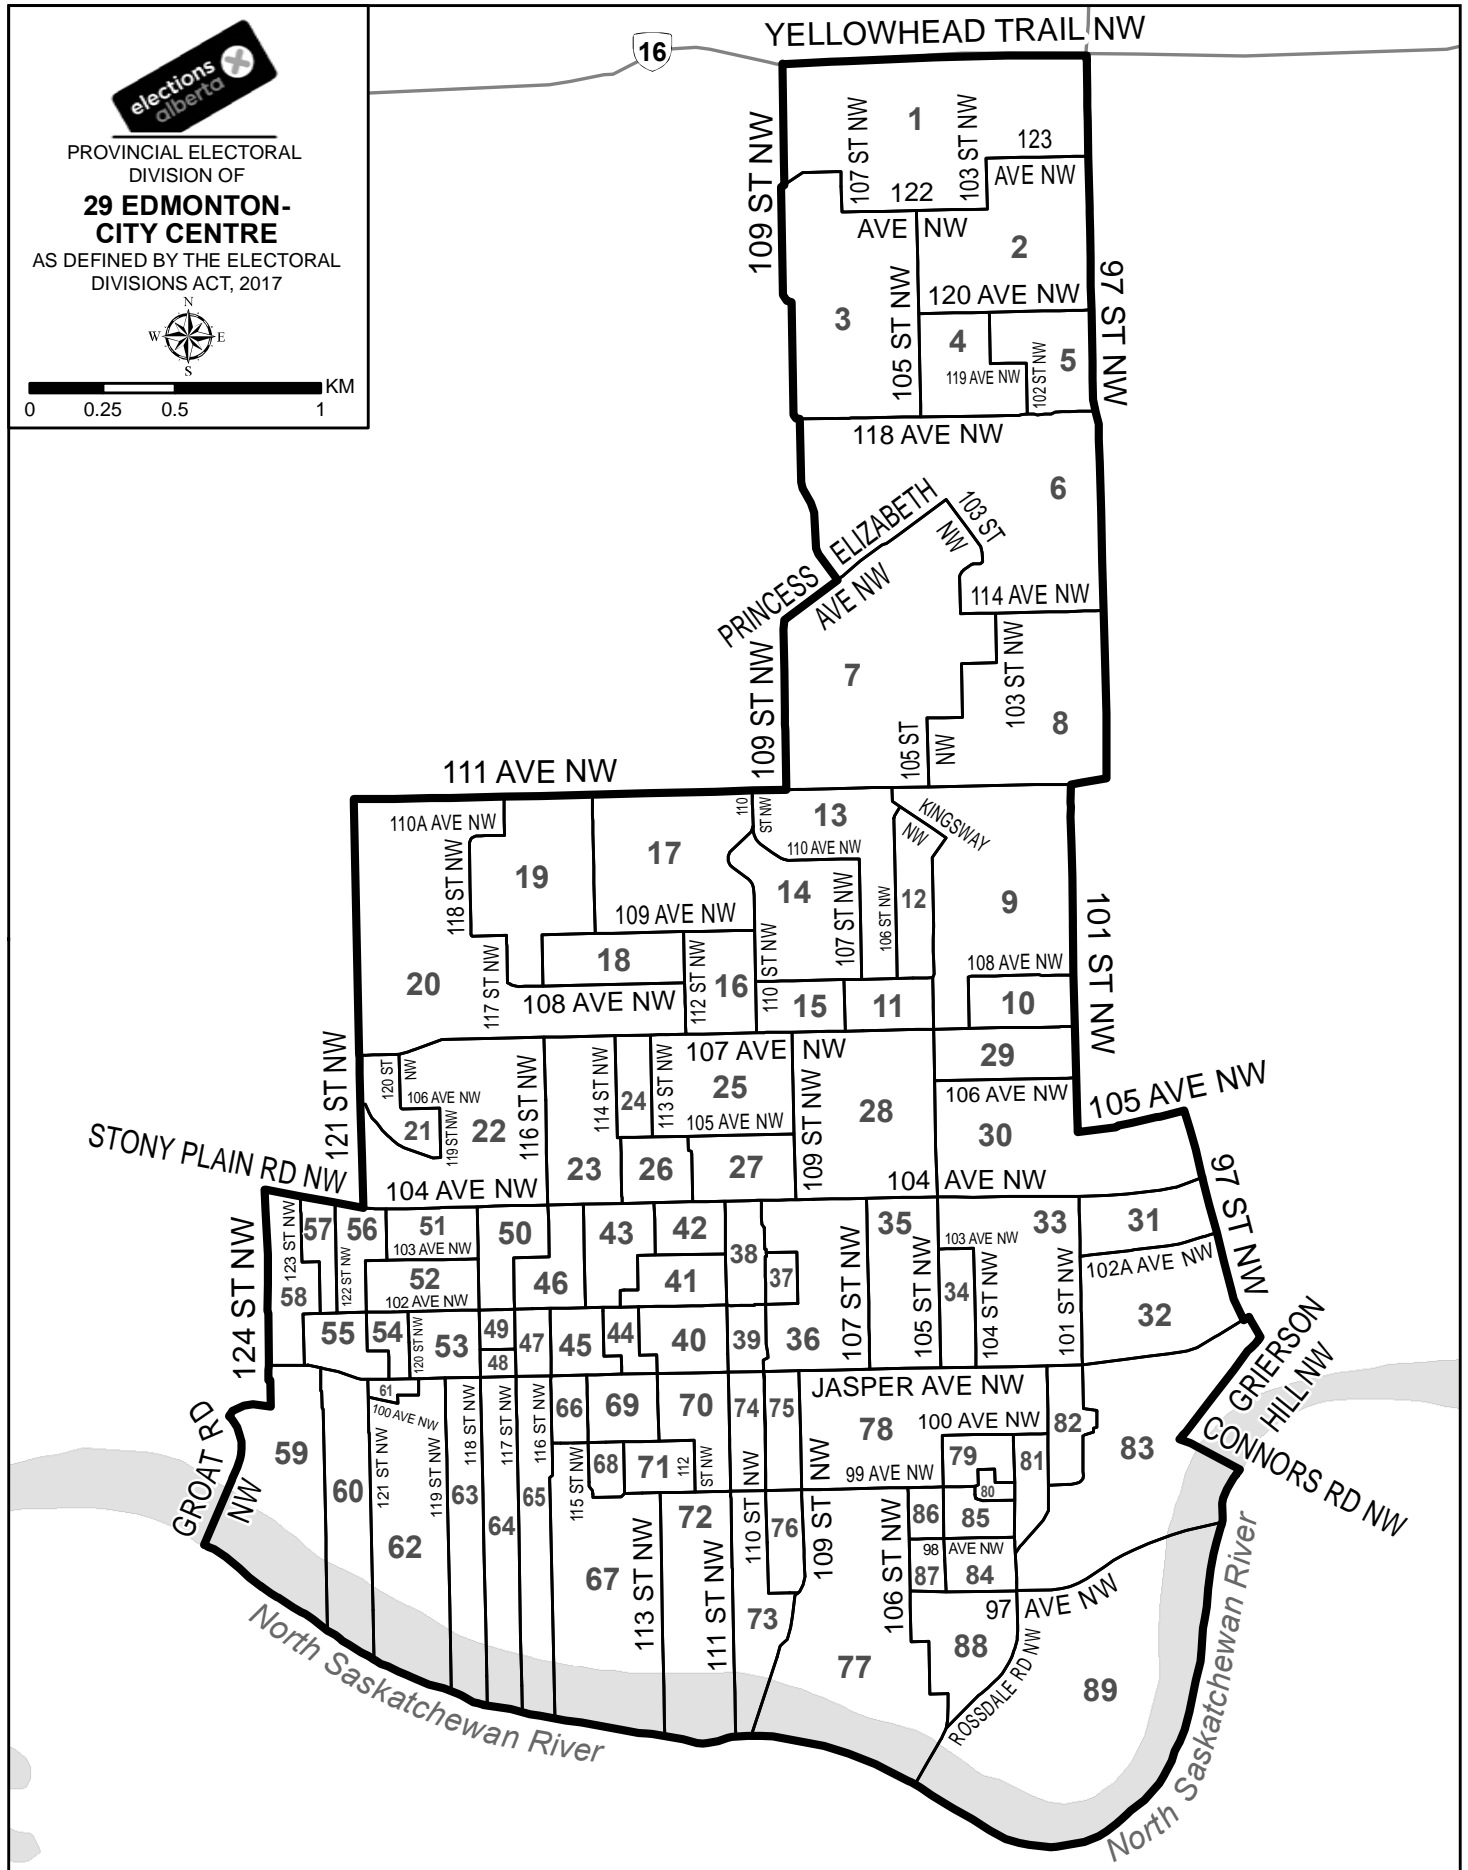 elections
alberta
PROVINCIAL ELECTORAL
DIVISION OF
29 EDMONTON-
CITY CENTRE
AS DEFINED BY THE ELECTORAL
DIVISIONS ACT, 2017
N
W E
S
KM
0 0.25 0.5 1
16
YELLOWHEAD TRAIL NW
109 ST NW
107 ST NW
1
103 ST NW
123
AVE NW
122
AVE NW
2
97 ST NW
3
105 ST NW
120 AVE NW
4
119 AVE NW
102 ST NW
5
118 AVE NW
6
PRINCESS ELIZABETH
AVE NW
103 ST
NW
114 AVE NW
109 ST NW
7
105 ST
NW
103 ST NW
8
111 AVE NW
110A AVE NW
118 ST NW
19
17
110
ST NW
13
110 AVE NW
KINGSWAY
NW
14
107 ST NW
106 ST NW
12
9
101 ST NW
109 AVE NW
20
117 ST NW
18
108 AVE NW
112 ST NW
16
110 ST NW
15
11
108 AVE NW
10
121 ST NW
120 ST
NW
106 AVE NW
21
119 ST NW
22
116 ST NW
114 ST NW
24
113 ST NW
107 AVE NW
25
105 AVE NW
109 ST NW
28
29
106 AVE NW
30
105 AVE NW
STONY PLAIN RD NW
104 AVE NW
23
26
27
104 AVE NW
97 ST NW
124 ST NW
123 ST NW
57
58
122 ST NW
56
51
103 AVE NW
52
102 AVE NW
50
46
43
42
41
38
37
107 ST NW
35
105 ST NW
103 AVE NW
34
104 ST NW
33
101 ST NW
31
102A AVE NW
32
55
54
120 ST NW
53
49
48
47
45
44
40
39
36
JASPER AVE NW
GRIERSON
HILL NW
CONNORS RD NW
GROAT RD
NW
59
60
61
100 AVE NW
121 ST NW
62
119 ST NW
118 ST NW
63
117 ST NW
64
116 ST NW
65
66
115 ST NW
69
68
70
71
112
ST NW
74
75
109 ST NW
78
100 AVE NW
99 AVE NW
79
80
81
82
83
67
113 ST NW
72
111 ST NW
110 ST NW
76
73
77
106 ST NW
86
85
98 AVE NW
87
84
97 AVE NW
88
ROSSDALE RD NW
89
North Saskatchewan River
North Saskatchewan River